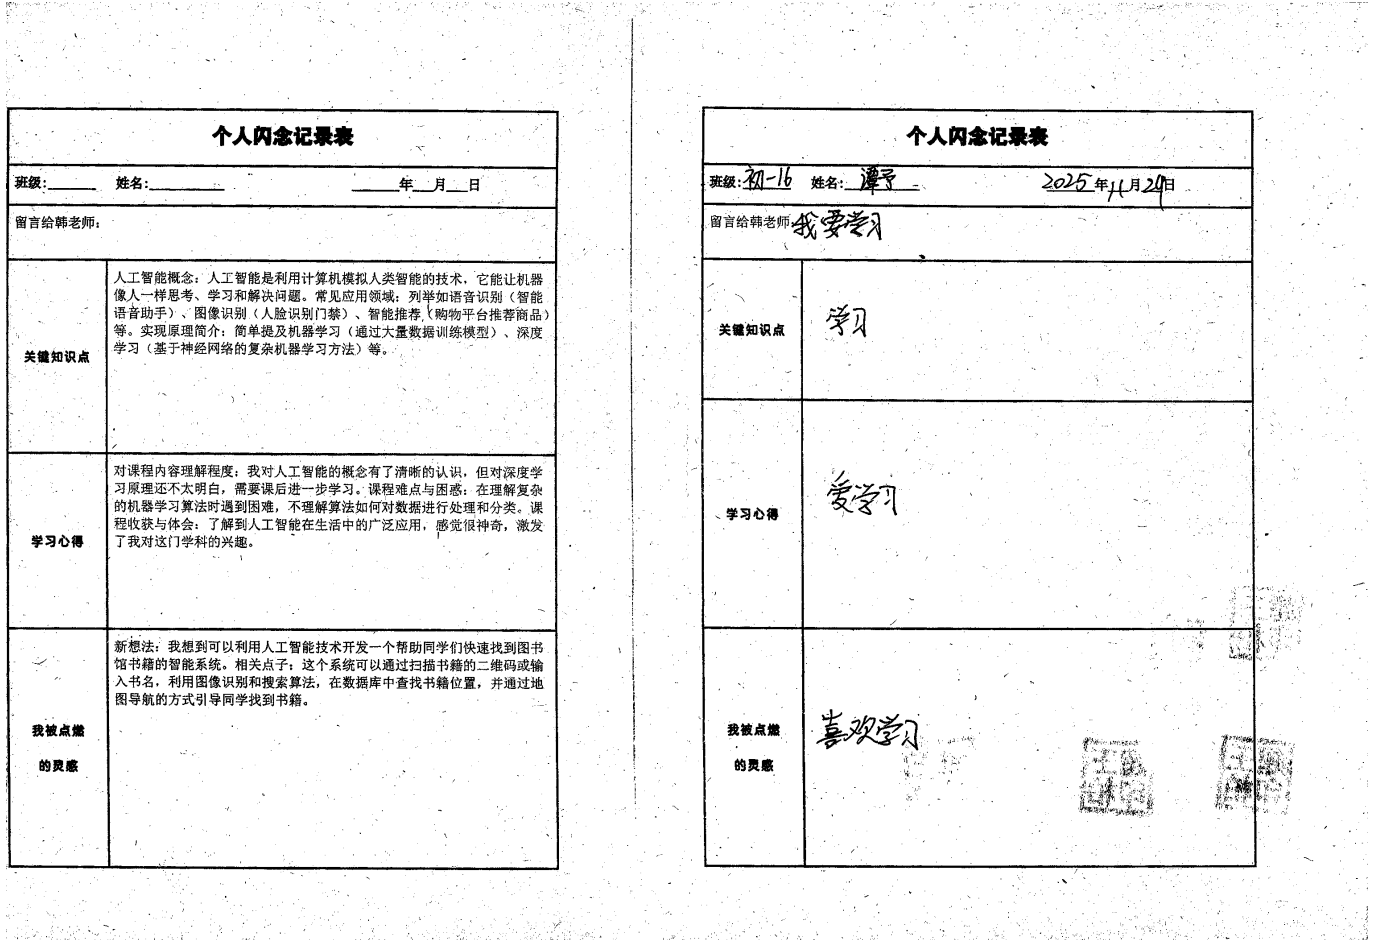 个人闪念记录表
班级:______ 姓名:__________ ______年___月___日
留言给韩老师:
关键知识点
人工智能概念：人工智能是利用计算机模拟人类智能的技术，它能让机器
像人一样思考、学习和解决问题。常见应用领域：列举如语音识别（智能
语音助手）、图像识别（人脸识别门禁）、智能推荐（购物平台推荐商品）
等。实现原理简介：简单提及机器学习（通过大量数据训练模型）、深度
学习（基于神经网络的复杂机器学习方法）等。
学习心得
对课程内容理解程度：我对人工智能的概念有了清晰的认识，但对深度学
习原理还不太明白，需要课后进一步学习。课程难点与困惑：在理解复杂
的机器学习算法时遇到困难，不理解算法如何对数据进行处理和分类。课
程收获与体会：了解到人工智能在生活中的广泛应用，感觉很神奇，激发
了我对这门学科的兴趣。
我被点燃
的灵感
新想法：我想到可以利用人工智能技术开发一个帮助同学们快速找到图书
馆书籍的智能系统。相关点子：这个系统可以通过扫描书籍的二维码或输
入书名，利用图像识别和搜索算法，在数据库中查找书籍位置，并通过地
图导航的方式引导同学找到书籍。
个人闪念记录表
班级:初一16 姓名:潭予 2025年11月29日
留言给韩老师:我要学习
关键知识点
学习
学习心得
爱学习
我被点燃
的灵感
喜欢学习